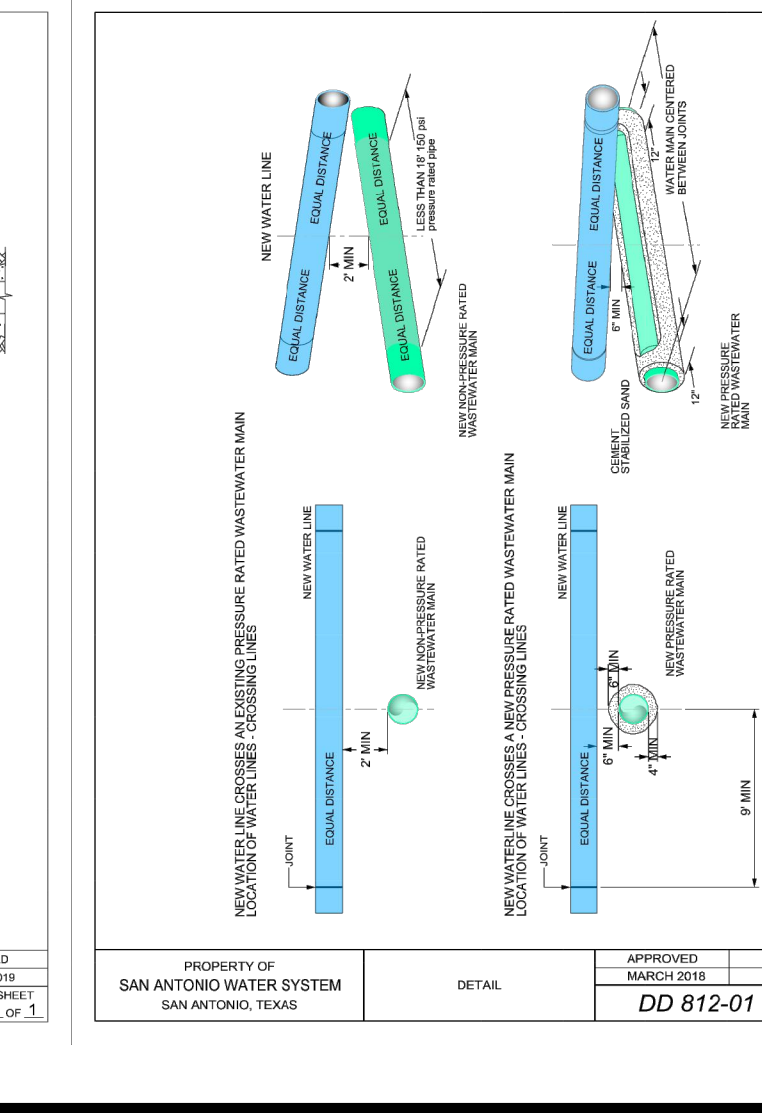 NEW WATER LINE
EQUAL DISTANCE
EQUAL DISTANCE
2' MIN
EQUAL DISTANCE
EQUAL DISTANCE
LESS THAN 18' 150 psi
pressure rated pipe
NEW NON-PRESSURE RATED
WASTEWATER MAIN
EQUAL DISTANCE
EQUAL DISTANCE
6" MIN
12"
WATER MAIN CENTERED
BETWEEN JOINTS
12"
CEMENT
STABILIZED SAND
NEW PRESSURE
RATED WASTEWATER
MAIN
NEW WATER LINE CROSSES AN EXISTING PRESSURE RATED WASTEWATER MAIN
LOCATION OF WATER LINES - CROSSING LINES
NEW WATER LINE
NEW NON-PRESSURE RATED
WASTEWATER MAIN
2' MIN
EQUAL DISTANCE
JOINT
NEW WATERLINE CROSSES A NEW PRESSURE RATED WASTEWATER MAIN
LOCATION OF WATER LINES - CROSSING LINES
NEW WATER LINE
NEW PRESSURE RATED
WASTEWATER MAIN
6" MIN
6" MIN
4" MIN
EQUAL DISTANCE
JOINT
9' MIN
D
019
SHEET
OF 1
PROPERTY OF
SAN ANTONIO WATER SYSTEM
SAN ANTONIO, TEXAS
DETAIL
APPROVED
MARCH 2018
DD 812-01